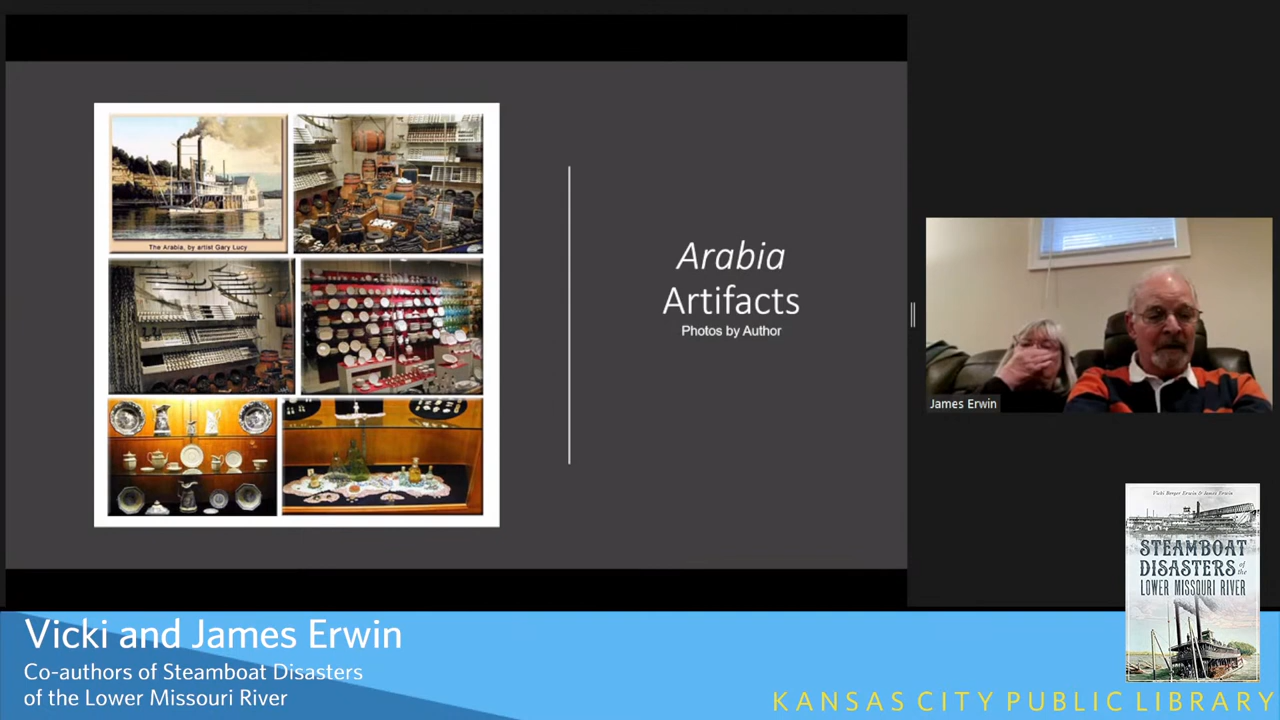 The Arabia, by artist Gary Lucy
Arabia
Artifacts
Photos by Author
James Erwin
Vicki Berger Erwin & James Erwin
STEAMBOAT
DISASTERS
of the
LOWER MISSOURI RIVER
Vicki and James Erwin
Co-authors of Steamboat Disasters
of the Lower Missouri River
KANSAS CITY PUBLIC LIBRARY